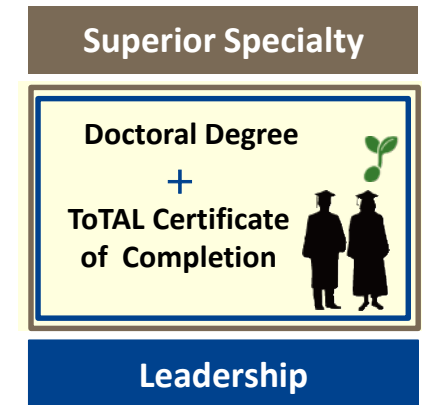 Superior Specialty
Doctoral Degree
+
ToTAL Certificate
of Completion
Leadership